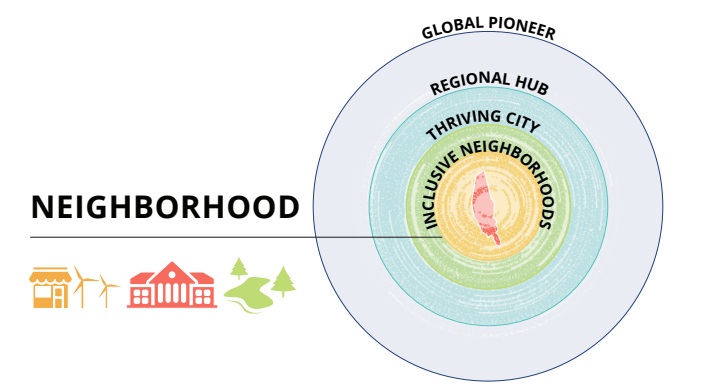 GLOBAL PIONEER
REGIONAL HUB
THRIVING CITY
INCLUSIVE NEIGHBORHOODS
NEIGHBORHOOD